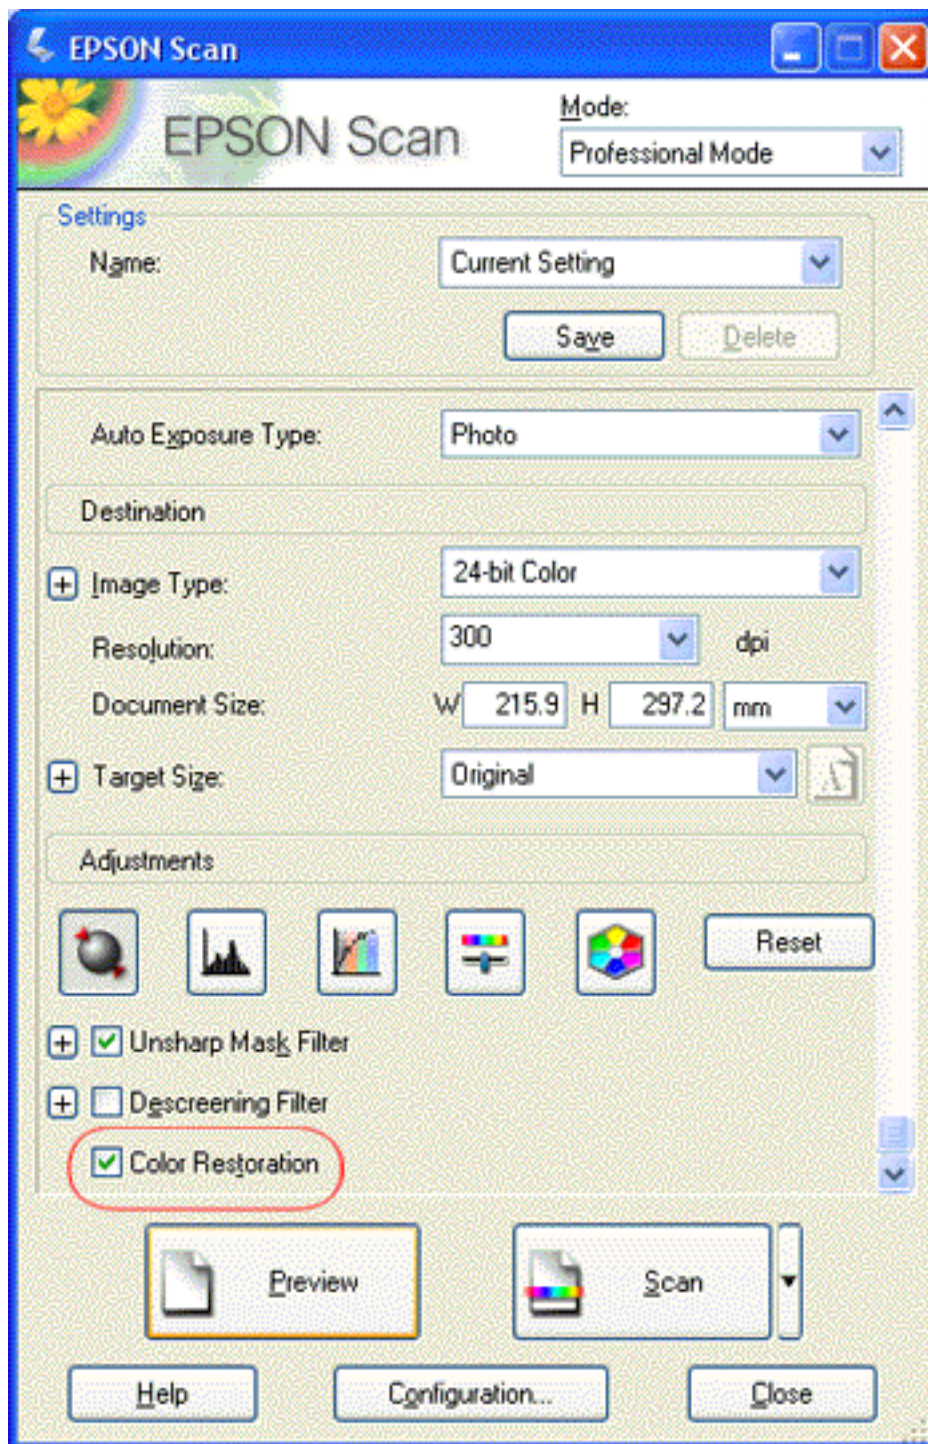 EPSON Scan
EPSON Scan
Mode:
Professional Mode
Settings
Name:
Current Setting
Save
Delete
Auto Exposure Type:
Photo
Destination
Image Type:
24-bit Color
Resolution:
300
dpi
Document Size:
W 215.9 H 297.2 mm
Target Size:
Original
A
Adjustments
Reset
Unsharp Mask Filter
Descreening Filter
Color Restoration
Preview
Scan
Help
Configuration...
Close